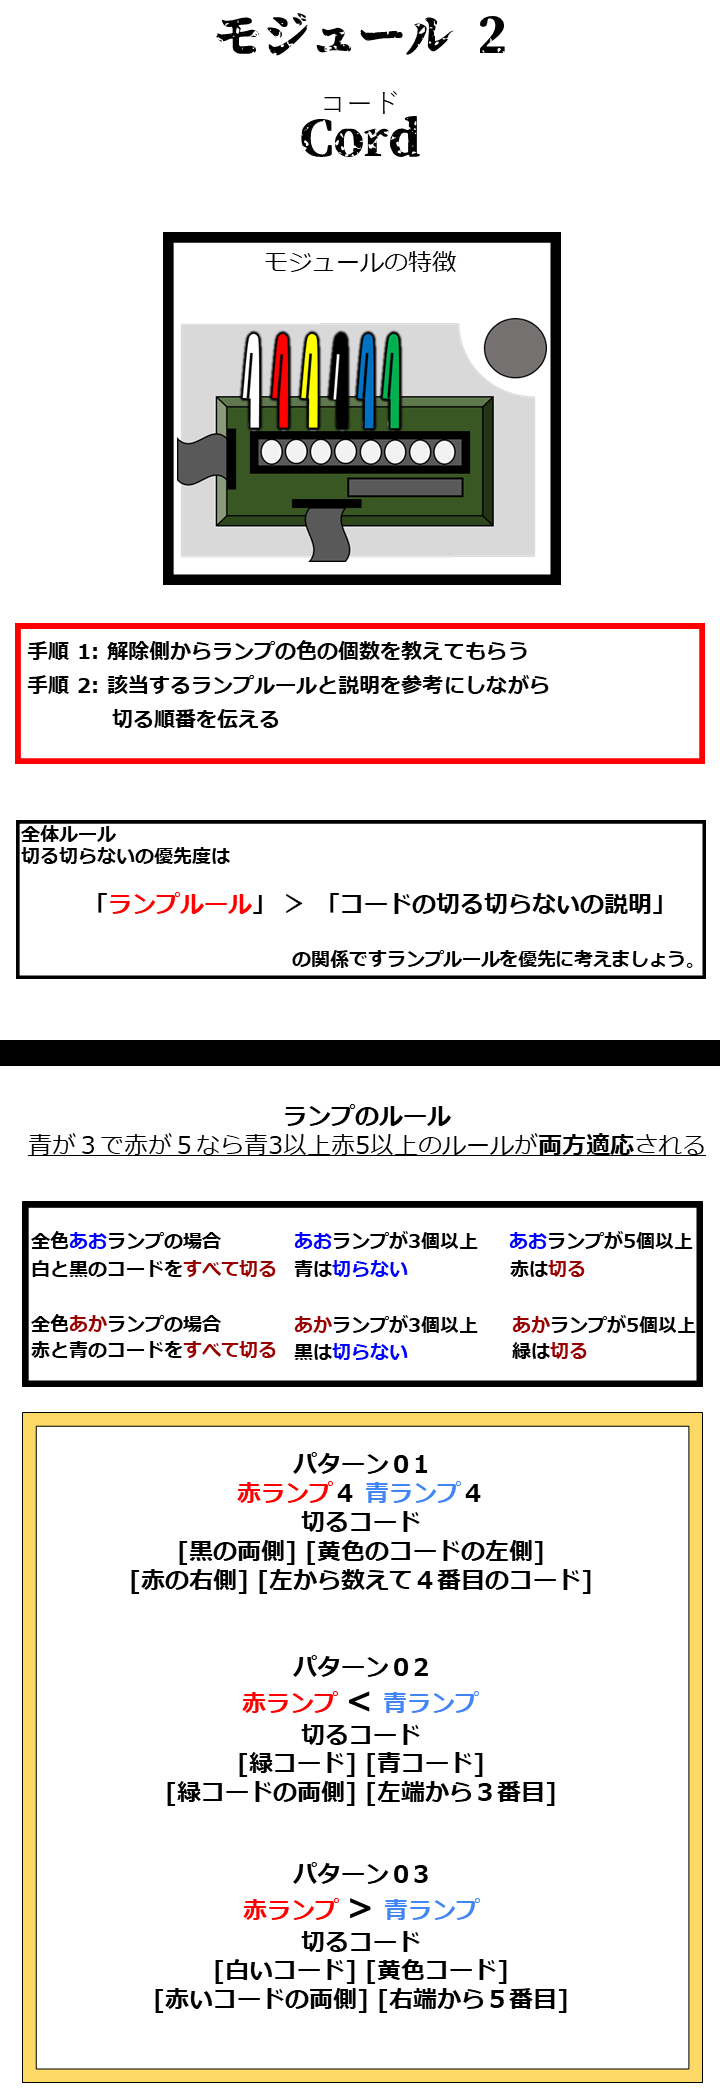 モジュール 2
コード
Cord
モジュールの特徴
手順 1: 解除側からランプの色の個数を教えてもらう
手順 2: 該当するランプルールと説明を参考にしながら
切る順番を伝える
全体ルール
切る切らないの優先度は
「ランプルール」 ＞ 「コードの切る切らないの説明」
の関係ですランプルールを優先に考えましょう。
ランプのルール
青が３で赤が５なら青3以上赤5以上のルールが両方適応される
全色あおランプの場合
白と黒のコードをすべて切る
あおランプが3個以上
青は切らない
あおランプが5個以上
赤は切る
全色あかランプの場合
赤と青のコードをすべて切る
あかランプが3個以上
黒は切らない
あかランプが5個以上
緑は切る
パターン０1
赤ランプ４ 青ランプ４
切るコード
[黒の両側] [黄色のコードの左側]
[赤の右側] [左から数えて４番目のコード]
パターン０2
赤ランプ < 青ランプ
切るコード
[緑コード] [青コード]
[緑コードの両側] [左端から３番目]
パターン０3
赤ランプ > 青ランプ
切るコード
[白いコード] [黄色コード]
[赤いコードの両側] [右端から５番目]